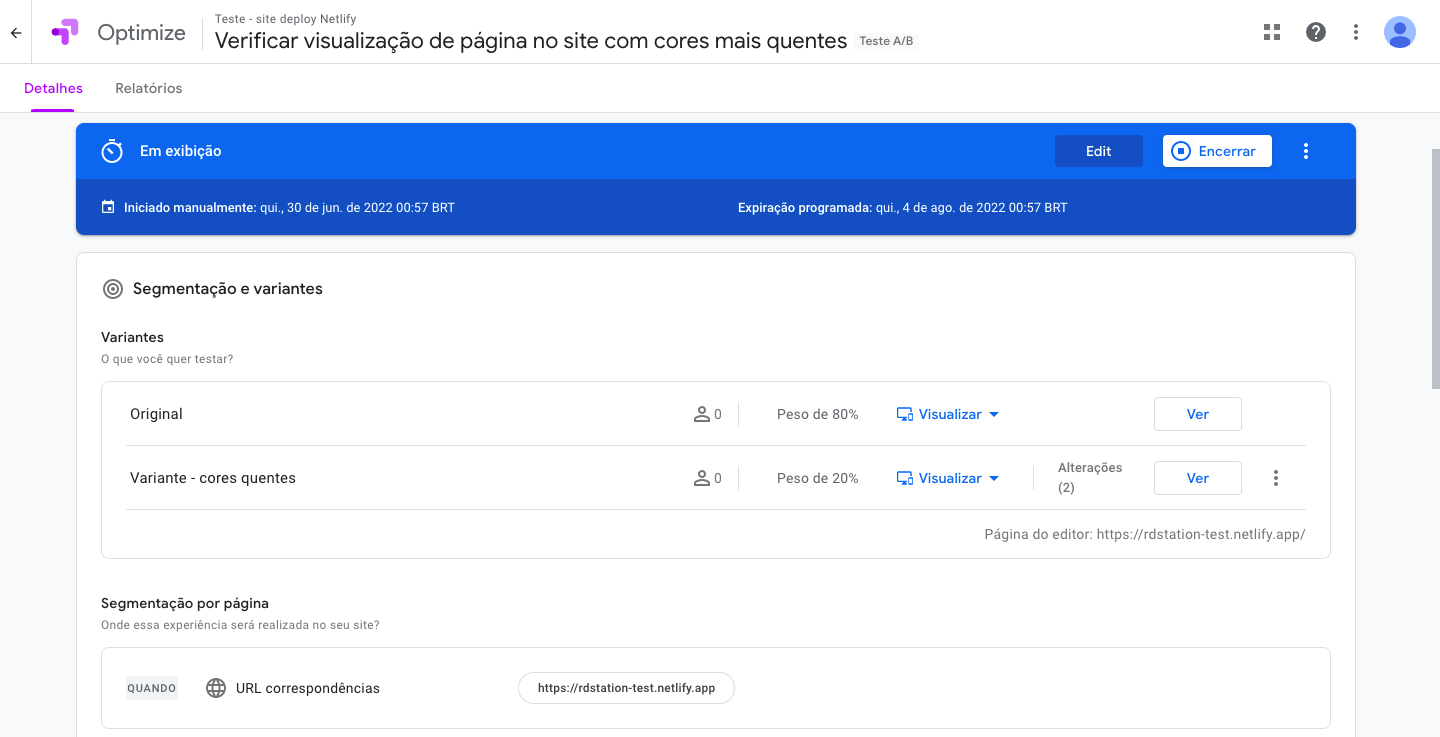 Teste - site deploy Netlify
Optimize
Verificar visualização de página no site com cores mais quentes Teste A/B
Detalhes Relatórios
Em exibição Edit Encerrar
Iniciado manualmente: qui., 30 de jun. de 2022 00:57 BRT Expiração programada: qui., 4 de ago. de 2022 00:57 BRT
Segmentação e variantes
Variantes
O que você quer testar?
Original 0 Peso de 80% Visualizar Ver
Variante - cores quentes 0 Peso de 20% Visualizar Alterações (2) Ver
Página do editor: https://rdstation-test.netlify.app/
Segmentação por página
Onde essa experiência será realizada no seu site?
QUANDO URL correspondências https://rdstation-test.netlify.app